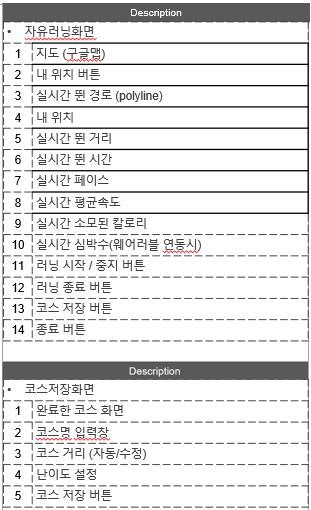 Description
• 자유러닝화면
1 지도 (구글맵)
2 내 위치 버튼
3 실시간 뛴 경로 (polyline)
4 내 위치
5 실시간 뛴 거리
6 실시간 뛴 시간
7 실시간 페이스
8 실시간 평균속도
9 실시간 소모된 칼로리
10 실시간 심박수(웨어러블 연동시)
11 러닝 시작 / 중지 버튼
12 러닝 종료 버튼
13 코스 저장 버튼
14 종료 버튼
Description
• 코스저장화면
1 완료한 코스 화면
2 코스명 입력창
3 코스 거리 (자동/수정)
4 난이도 설정
5 코스 저장 버튼